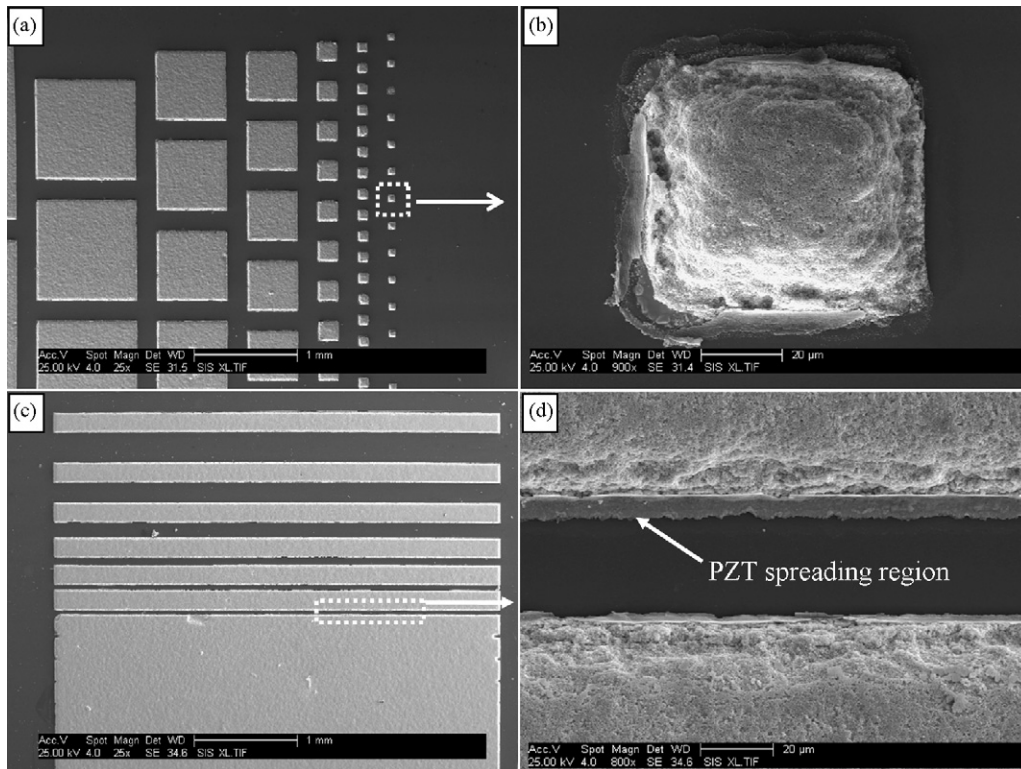 (a)
Acc.V Spot Magn Det WD 1 mm
25.00 kV 4.0 25x SE 31.5 SIS XL.TIF
(b)
Acc.V Spot Magn Det WD 20 µm
25.00 kV 4.0 900x SE 31.4 SIS XL.TIF
(c)
Acc.V Spot Magn Det WD 1 mm
25.00 kV 4.0 25x SE 34.6 SIS XL.TIF
(d)
PZT spreading region
Acc.V Spot Magn Det WD 20 µm
25.00 kV 4.0 800x SE 34.6 SIS XL.TIF